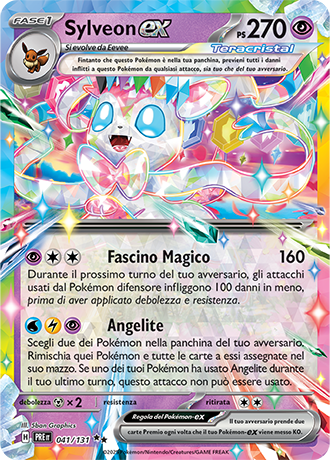 FASE 1
Sylveon ex
PS 270
Si evolve da Eevee
Teracristal
Fintanto che questo Pokémon è nella tua panchina, previeni tutti i danni
inflitti a questo Pokémon da qualsiasi attacco, sia tuo che del tuo avversario.
Fascino Magico 160
Durante il prossimo turno del tuo avversario, gli attacchi
usati dal Pokémon difensore infliggono 100 danni in meno,
prima di aver applicato debolezza e resistenza.
Angelite
Scegli due dei Pokémon nella panchina del tuo avversario.
Rimischia quei Pokémon e tutte le carte a essi assegnate nel
suo mazzo. Se uno dei tuoi Pokémon ha usato Angelite durante
il tuo ultimo turno, questo attacco non può essere usato.
debolezza ×2 resistenza ritirata
Regola dei Pokémon-ex
Il tuo avversario prende due
carte Premio ogni volta che il tuo Pokémon-ex viene messo KO.
Ill. 5ban Graphics
H PRE IT 041/131
©2025 Pokémon/Nintendo/Creatures/GAME FREAK